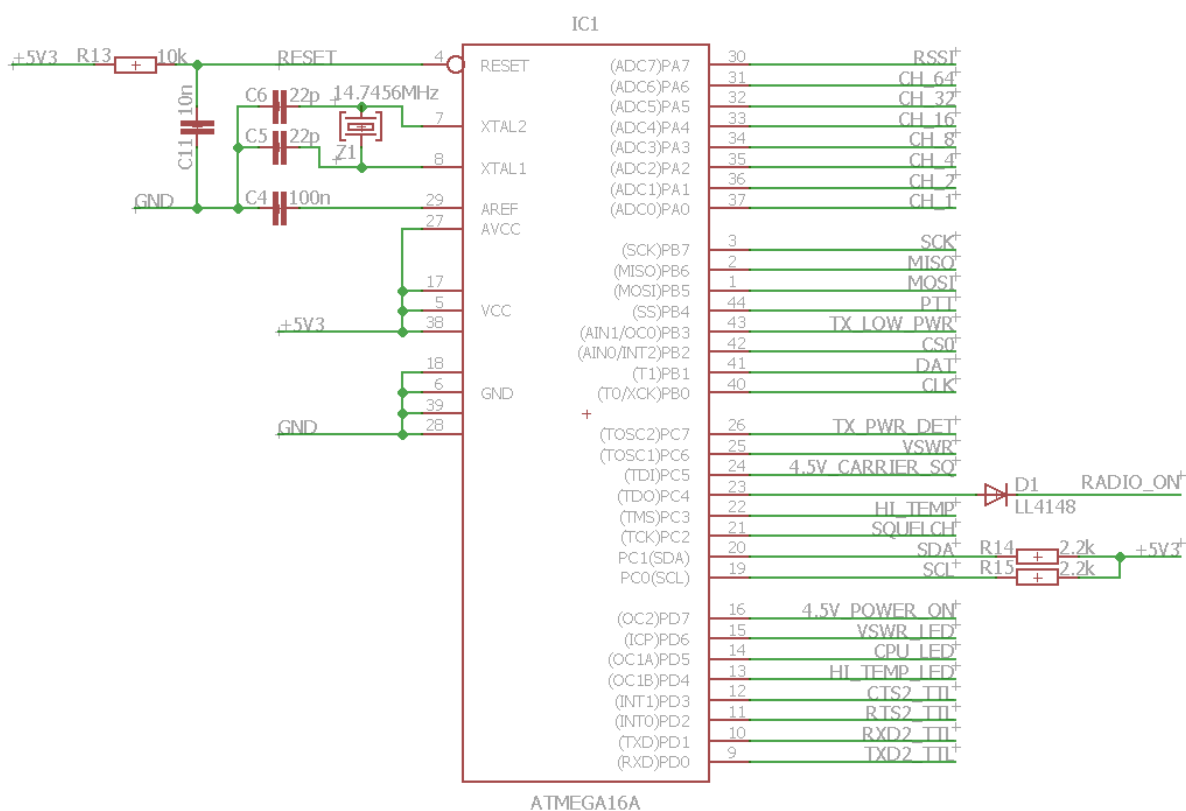 IC1
+5V3 R13 10k RESET 4 RESET (ADC7)PA7 30 RSSI
(ADC6)PA6 31 CH_64
C6 22p 14.7456MHz (ADC5)PA5 32 CH_32
C11 10n 7 XTAL2 (ADC4)PA4 33 CH_16
C5 22p (ADC3)PA3 34 CH_8
Z1 8 XTAL1 (ADC2)PA2 35 CH_4
(ADC1)PA1 36 CH_2
GND C4 100n 29 AREF (ADC0)PA0 37 CH_1
27 AVCC
(SCK)PB7 3 SCK
(MISO)PB6 2 MISO
17 (MOSI)PB5 1 MOSI
5 VCC (SS)PB4 44 PTT
+5V3 38 (AIN1/OC0)PB3 43 TX_LOW_PWR
(AIN0/INT2)PB2 42 CS0
18 (T1)PB1 41 DAT
6 GND (T0/XCK)PB0 40 CLK
39
GND 28 (TOSC2)PC7 26 TX_PWR_DET
(TOSC1)PC6 25 VSWR
(TDI)PC5 24 4.5V_CARRIER_SQ
(TDO)PC4 23 D1 RADIO_ON
LL4148
(TMS)PC3 22 HI_TEMP
(TCK)PC2 21 SQUELCH
PC1(SDA) 20 SDA R14 2.2k +5V3
PC0(SCL) 19 SCL R15 2.2k
(OC2)PD7 16 4.5V_POWER_ON
(ICP)PD6 15 VSWR_LED
(OC1A)PD5 14 CPU_LED
(OC1B)PD4 13 HI_TEMP_LED
(INT1)PD3 12 CTS2_TTL
(INT0)PD2 11 RTS2_TTL
(TXD)PD1 10 RXD2_TTL
(RXD)PD0 9 TXD2_TTL
ATMEGA16A